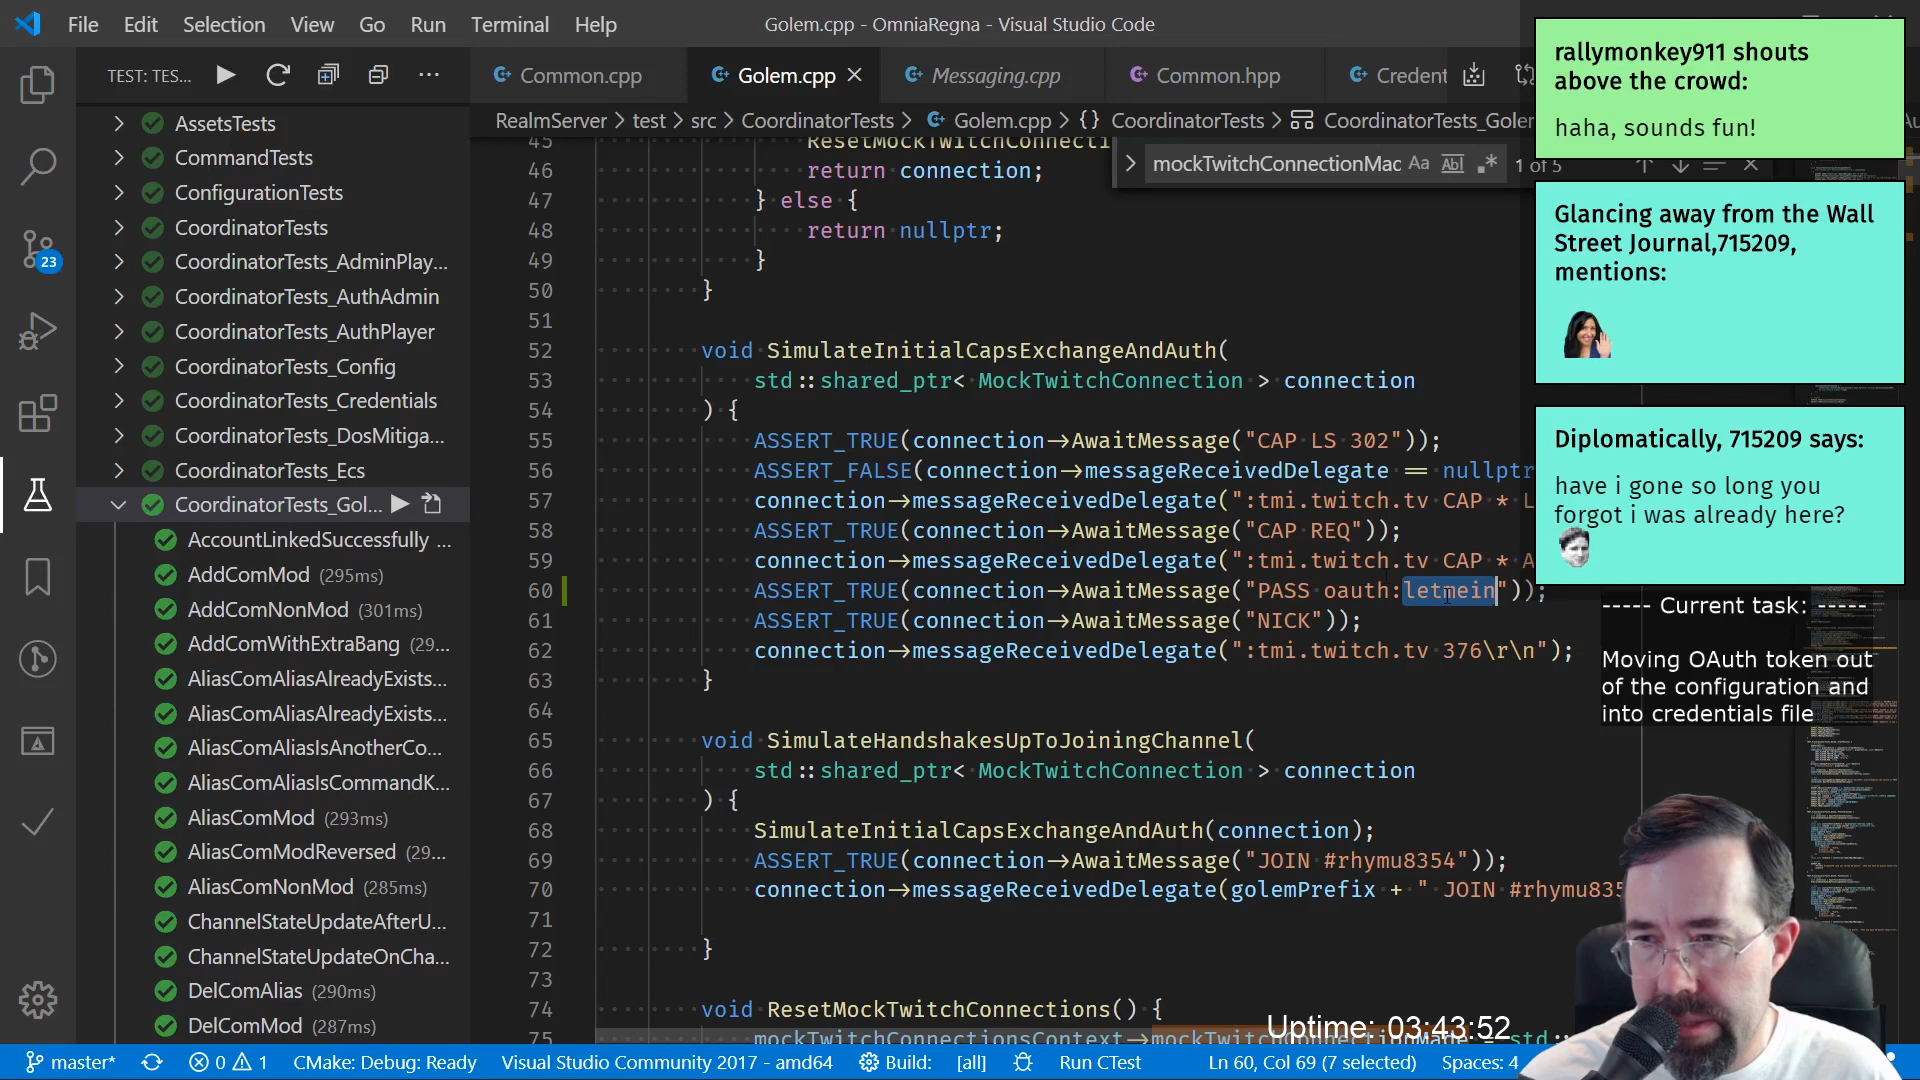 File Edit Selection View Go Run Terminal Help
Golem.cpp - OmniaRegna - Visual Studio Code
TEST: TES...
Common.cpp
Golem.cpp
Messaging.cpp
Common.hpp
Credent
RealmServer > test > src > CoordinatorTests > Golem.cpp > {} CoordinatorTests >
mockTwitchConnectionMac
1 of 5
23
AssetsTests
CommandTests
ConfigurationTests
CoordinatorTests
CoordinatorTests_AdminPlay...
CoordinatorTests_AuthAdmin
CoordinatorTests_AuthPlayer
CoordinatorTests_Config
CoordinatorTests_Credentials
CoordinatorTests_DosMitiga...
CoordinatorTests_Ecs
CoordinatorTests_Gol...
AccountLinkedSuccessfully ...
AddComMod (295ms)
AddComNonMod (301ms)
AddComWithExtraBang (29...
AliasComAliasAlreadyExists...
AliasComAliasAlreadyExists...
AliasComAliasIsAnotherCo...
AliasComAliasIsCommandK...
AliasComMod (293ms)
AliasComModReversed (29...
AliasComNonMod (285ms)
ChannelStateUpdateAfterU...
ChannelStateUpdateOnCha...
DelComAlias (290ms)
DelComMod (287ms)
45
46 return connection;
47 } else {
48 return nullptr;
49 }
50 }
51
52 void SimulateInitialCapsExchangeAndAuth(
53 std::shared_ptr< MockTwitchConnection > connection
54 ) {
55 ASSERT_TRUE(connection->AwaitMessage("CAP LS 302"));
56 ASSERT_FALSE(connection->messageReceivedDelegate == nullptr
57 connection->messageReceivedDelegate(":tmi.twitch.tv CAP * L
58 ASSERT_TRUE(connection->AwaitMessage("CAP REQ"));
59 connection->messageReceivedDelegate(":tmi.twitch.tv CAP * A
60 ASSERT_TRUE(connection->AwaitMessage("PASS oauth:letmein"));
61 ASSERT_TRUE(connection->AwaitMessage("NICK"));
62 connection->messageReceivedDelegate(":tmi.twitch.tv 376\r\n");
63 }
64
65 void SimulateHandshakesUpToJoiningChannel(
66 std::shared_ptr< MockTwitchConnection > connection
67 ) {
68 SimulateInitialCapsExchangeAndAuth(connection);
69 ASSERT_TRUE(connection->AwaitMessage("JOIN #rhymu8354"));
70 connection->messageReceivedDelegate(golemPrefix + " JOIN #rhymu835
71
72 }
73
74 void ResetMockTwitchConnections() {
75
rallymonkey911 shouts
above the crowd:
haha, sounds fun!
Glancing away from the Wall
Street Journal,715209,
mentions:
Diplomatically, 715209 says:
have i gone so long you
forgot i was already here?
----- Current task: -----
Moving OAuth token out
of the configuration and
into credentials file
Uptime: 03:43:52
master* 0 1 CMake: Debug: Ready Visual Studio Community 2017 - amd64 Build: [all] Run CTest Ln 60, Col 69 (7 selected) Spaces: 4